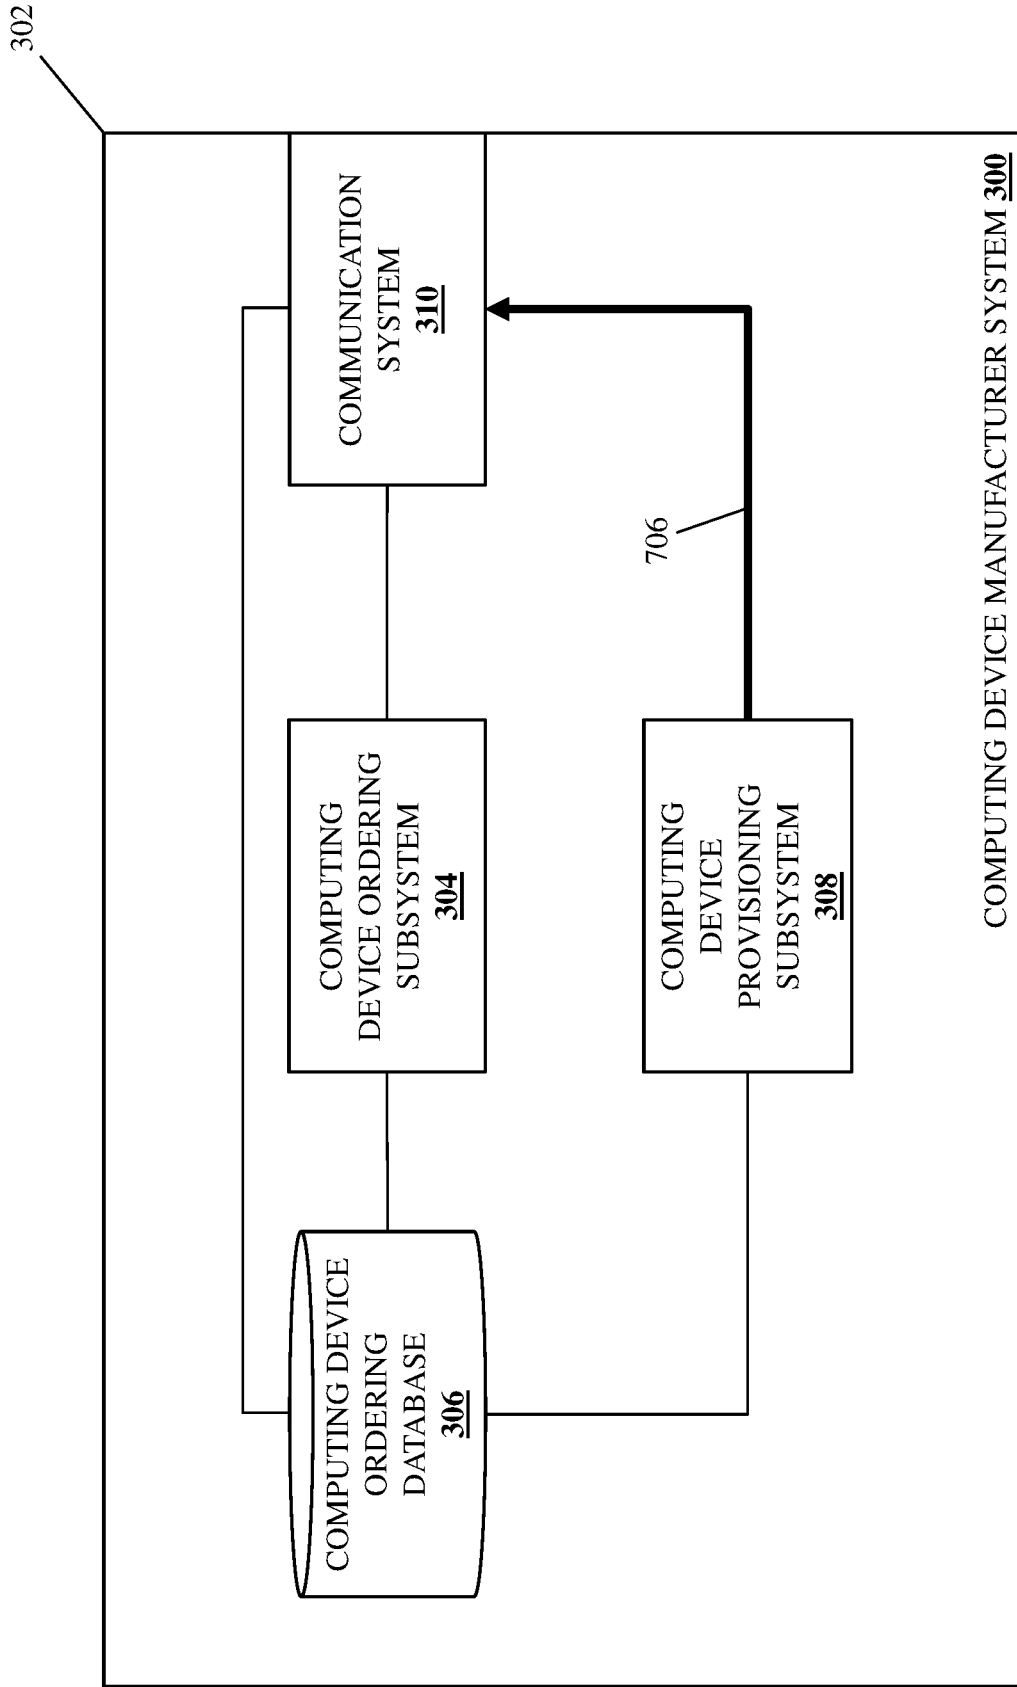 302
COMMUNICATION
SYSTEM
310
706
COMPUTING
DEVICE ORDERING
SUBSYSTEM
304
COMPUTING
DEVICE
PROVISIONING
SUBSYSTEM
308
COMPUTING DEVICE
ORDERING
DATABASE
306
COMPUTING DEVICE MANUFACTURER SYSTEM 300